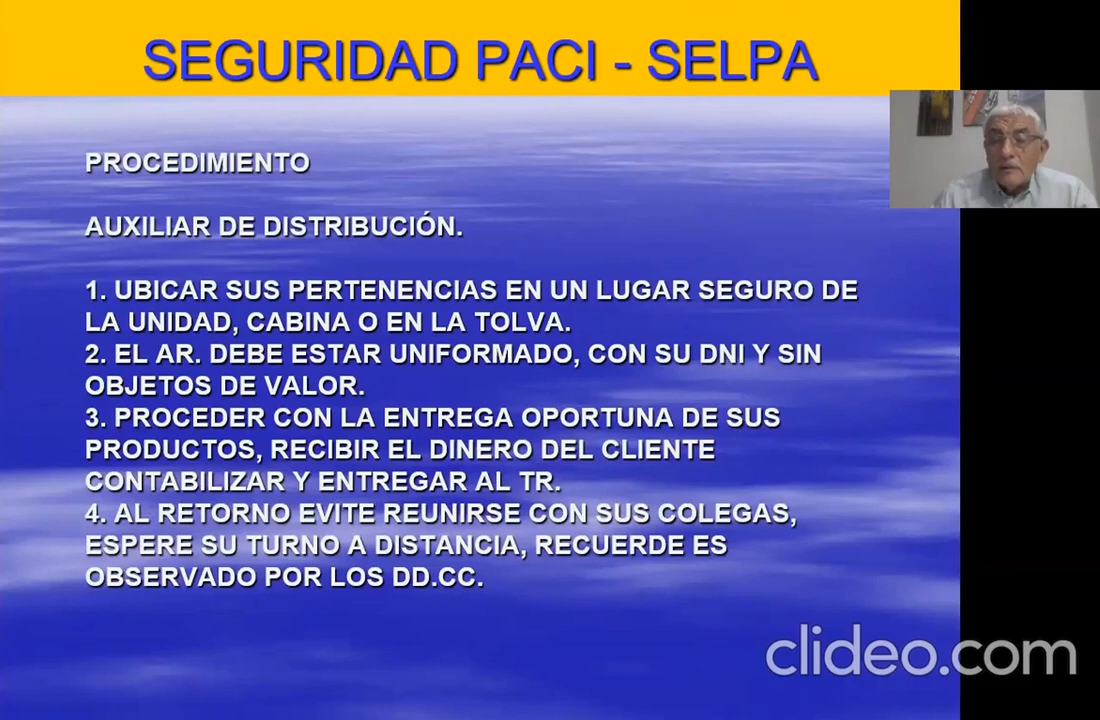 SEGURIDAD PACI - SELPA
PROCEDIMIENTO
AUXILIAR DE DISTRIBUCIÓN.
1. UBICAR SUS PERTENENCIAS EN UN LUGAR SEGURO DE
LA UNIDAD, CABINA O EN LA TOLVA.
2. EL AR. DEBE ESTAR UNIFORMADO, CON SU DNI Y SIN
OBJETOS DE VALOR.
3. PROCEDER CON LA ENTREGA OPORTUNA DE SUS
PRODUCTOS, RECIBIR EL DINERO DEL CLIENTE
CONTABILIZAR Y ENTREGAR AL TR.
4. AL RETORNO EVITE REUNIRSE CON SUS COLEGAS,
ESPERE SU TURNO A DISTANCIA, RECUERDE ES
OBSERVADO POR LOS DD.CC.
clideo.com